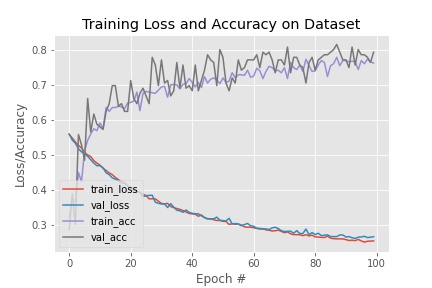 Training Loss and Accuracy on Dataset
0.8
0.7
0.6
0.5
0.4
0.3
Loss/Accuracy
train_loss
val_loss
train_acc
val_acc
0 20 40 60 80 100
Epoch #